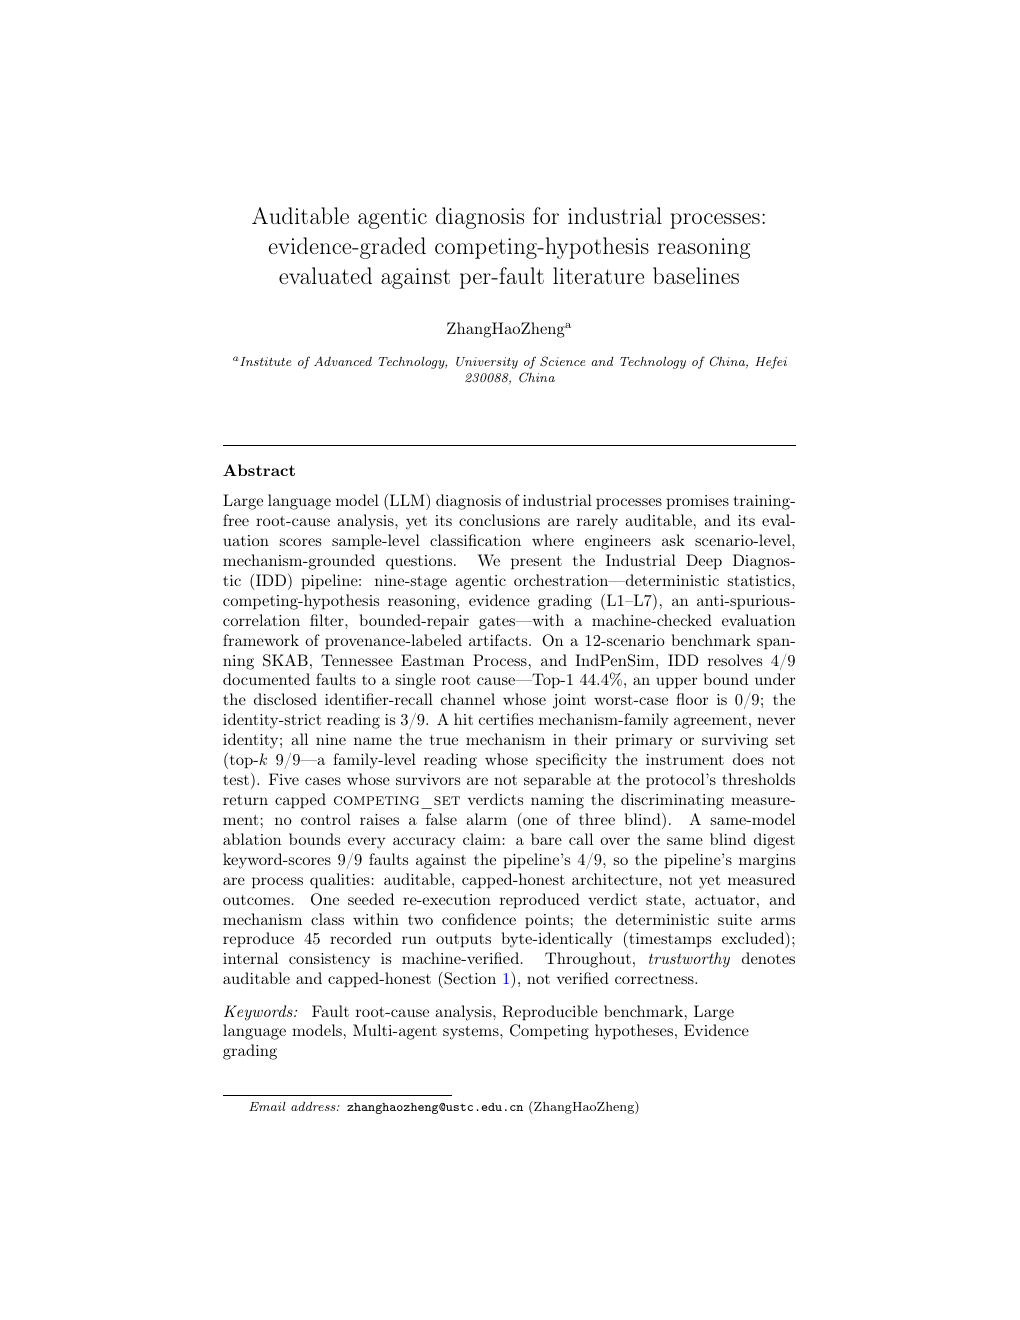 Auditable agentic diagnosis for industrial processes:
evidence-graded competing-hypothesis reasoning
evaluated against per-fault literature baselines
ZhangHaoZhengᵃ
ᵃInstitute of Advanced Technology, University of Science and Technology of China, Hefei
230088, China
Abstract
Large language model (LLM) diagnosis of industrial processes promises training-
free root-cause analysis, yet its conclusions are rarely auditable, and its eval-
uation scores sample-level classification where engineers ask scenario-level,
mechanism-grounded questions. We present the Industrial Deep Diagnos-
tic (IDD) pipeline: nine-stage agentic orchestration—deterministic statistics,
competing-hypothesis reasoning, evidence grading (L1–L7), an anti-spurious-
correlation filter, bounded-repair gates—with a machine-checked evaluation
framework of provenance-labeled artifacts. On a 12-scenario benchmark span-
ning SKAB, Tennessee Eastman Process, and IndPenSim, IDD resolves 4/9
documented faults to a single root cause—Top-1 44.4%, an upper bound under
the disclosed identifier-recall channel whose joint worst-case floor is 0/9; the
identity-strict reading is 3/9. A hit certifies mechanism-family agreement, never
identity; all nine name the true mechanism in their primary or surviving set
(top-k 9/9—a family-level reading whose specificity the instrument does not
test). Five cases whose survivors are not separable at the protocol's thresholds
return capped COMPETING_SET verdicts naming the discriminating measure-
ment; no control raises a false alarm (one of three blind). A same-model
ablation bounds every accuracy claim: a bare call over the same blind digest
keyword-scores 9/9 faults against the pipeline's 4/9, so the pipeline's margins
are process qualities: auditable, capped-honest architecture, not yet measured
outcomes. One seeded re-execution reproduced verdict state, actuator, and
mechanism class within two confidence points; the deterministic suite arms
reproduce 45 recorded run outputs byte-identically (timestamps excluded);
internal consistency is machine-verified. Throughout, trustworthy denotes
auditable and capped-honest (Section 1), not verified correctness.
Keywords: Fault root-cause analysis, Reproducible benchmark, Large
language models, Multi-agent systems, Competing hypotheses, Evidence
grading
Email address: zhanghaozheng@ustc.edu.cn (ZhangHaoZheng)